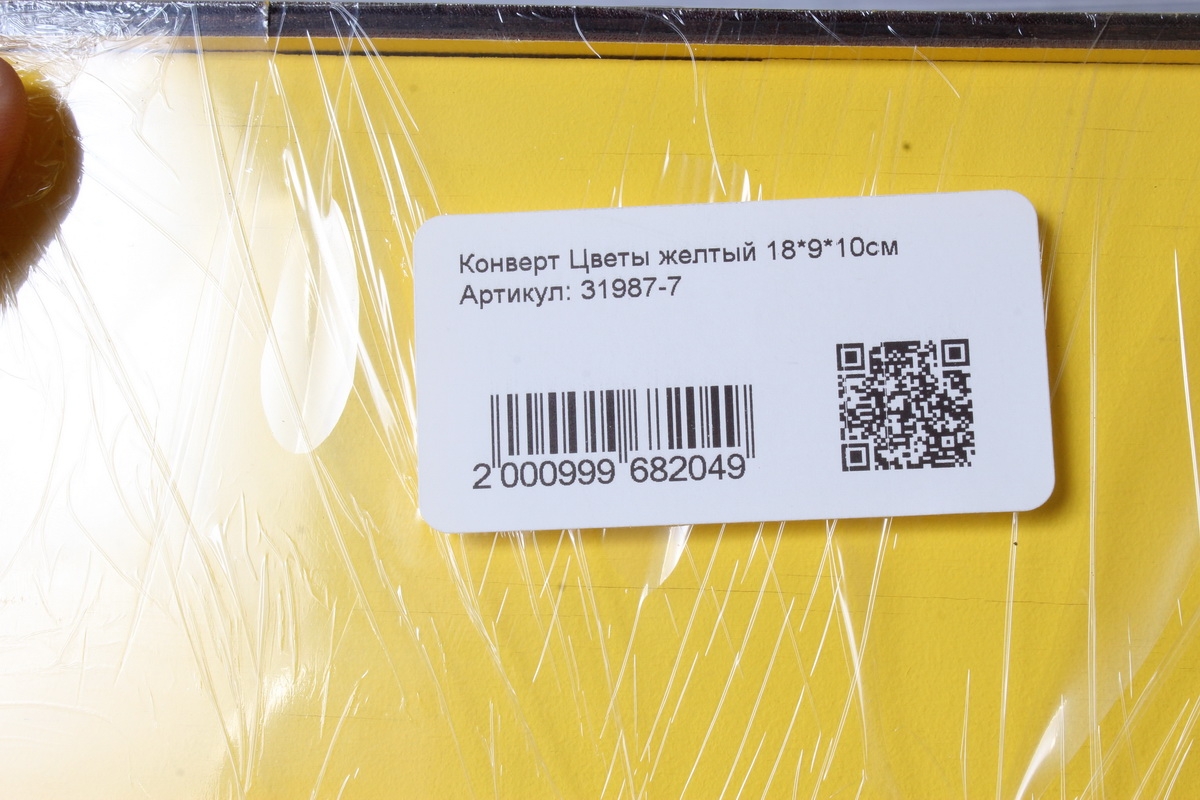 Конверт Цветы желтый 18*9*10см
Артикул: 31987-7
2 000999 682049